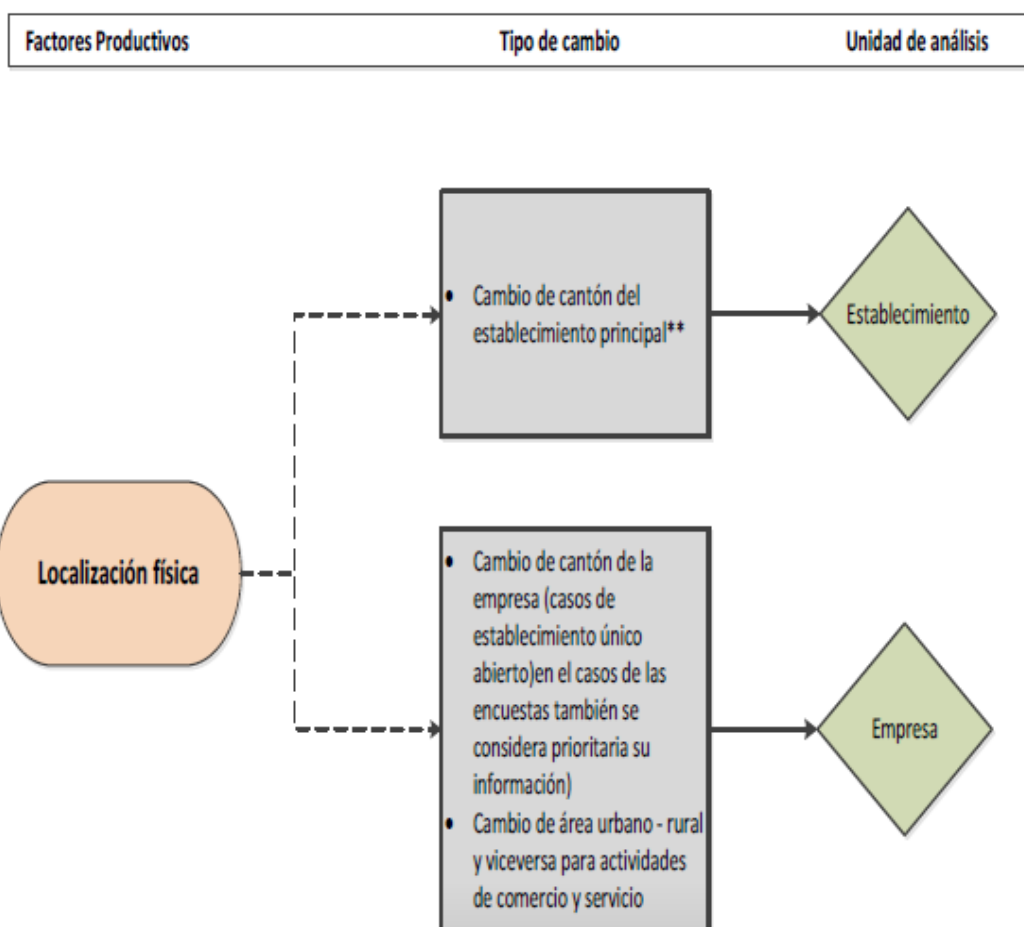 Factores Productivos Tipo de cambio Unidad de análisis
• Cambio de cantón del
establecimiento principal**
Establecimiento
Localización física
• Cambio de cantón de la
empresa (casos de
establecimiento único
abierto)en el casos de las
encuestas también se
considera prioritaria su
información)
• Cambio de área urbano - rural
y viceversa para actividades
de comercio y servicio
Empresa